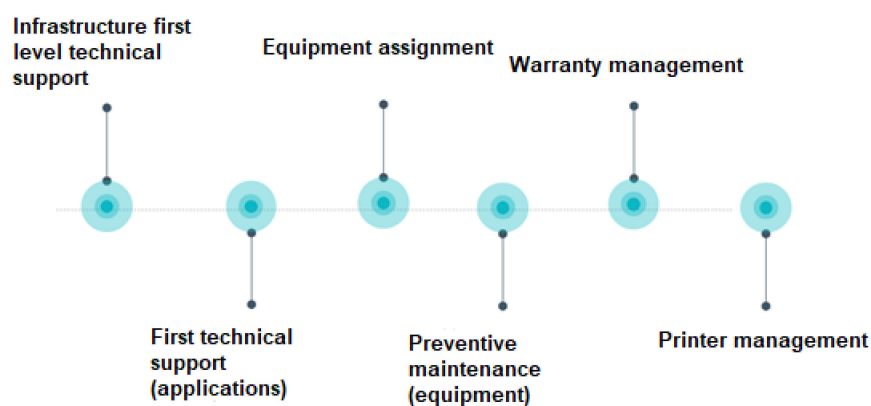 Infrastructure first
level technical
support
Equipment assignment
Warranty management
First technical
support
(applications)
Preventive
maintenance
(equipment)
Printer management